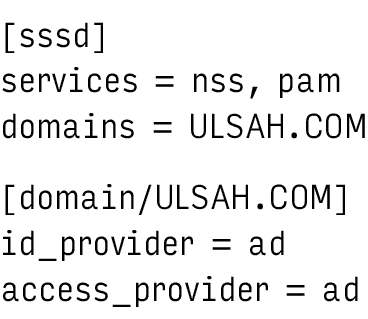 [sssd]
services = nss, pam
domains = ULSAH.COM
[domain/ULSAH.COM]
id_provider = ad
access_provider = ad